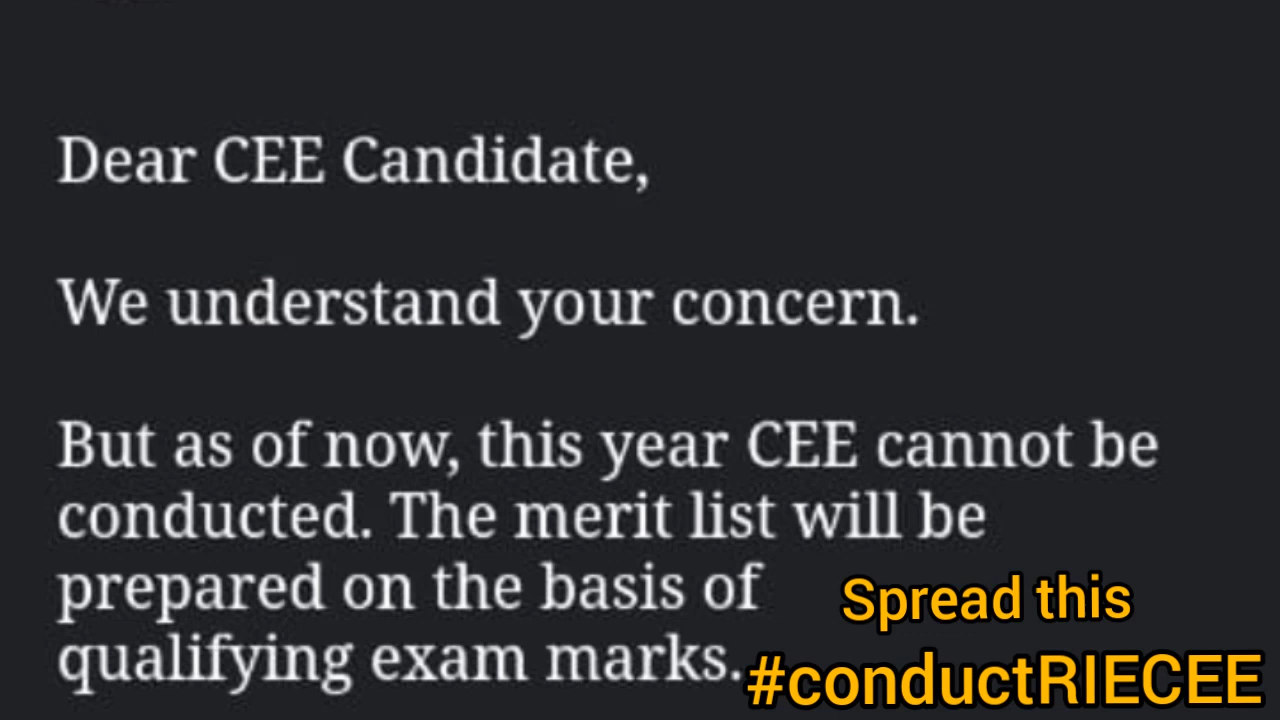 Dear CEE Candidate,
We understand your concern.
But as of now, this year CEE cannot be
conducted. The merit list will be
prepared on the basis of
qualifying exam marks.
Spread this
#conductRIECEE